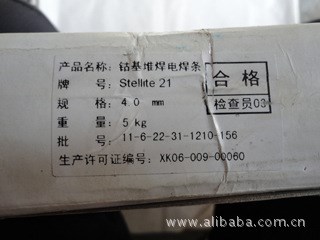 产品名称:钴基堆焊电焊条
牌 号:Stellite 21
规 格:4.0 mm
重 量:5 kg
批 号:11-6-22-31-1210-156
生产许可证编号:XK06-009-00060
合格
检查员03
www.alibaba.com.cn